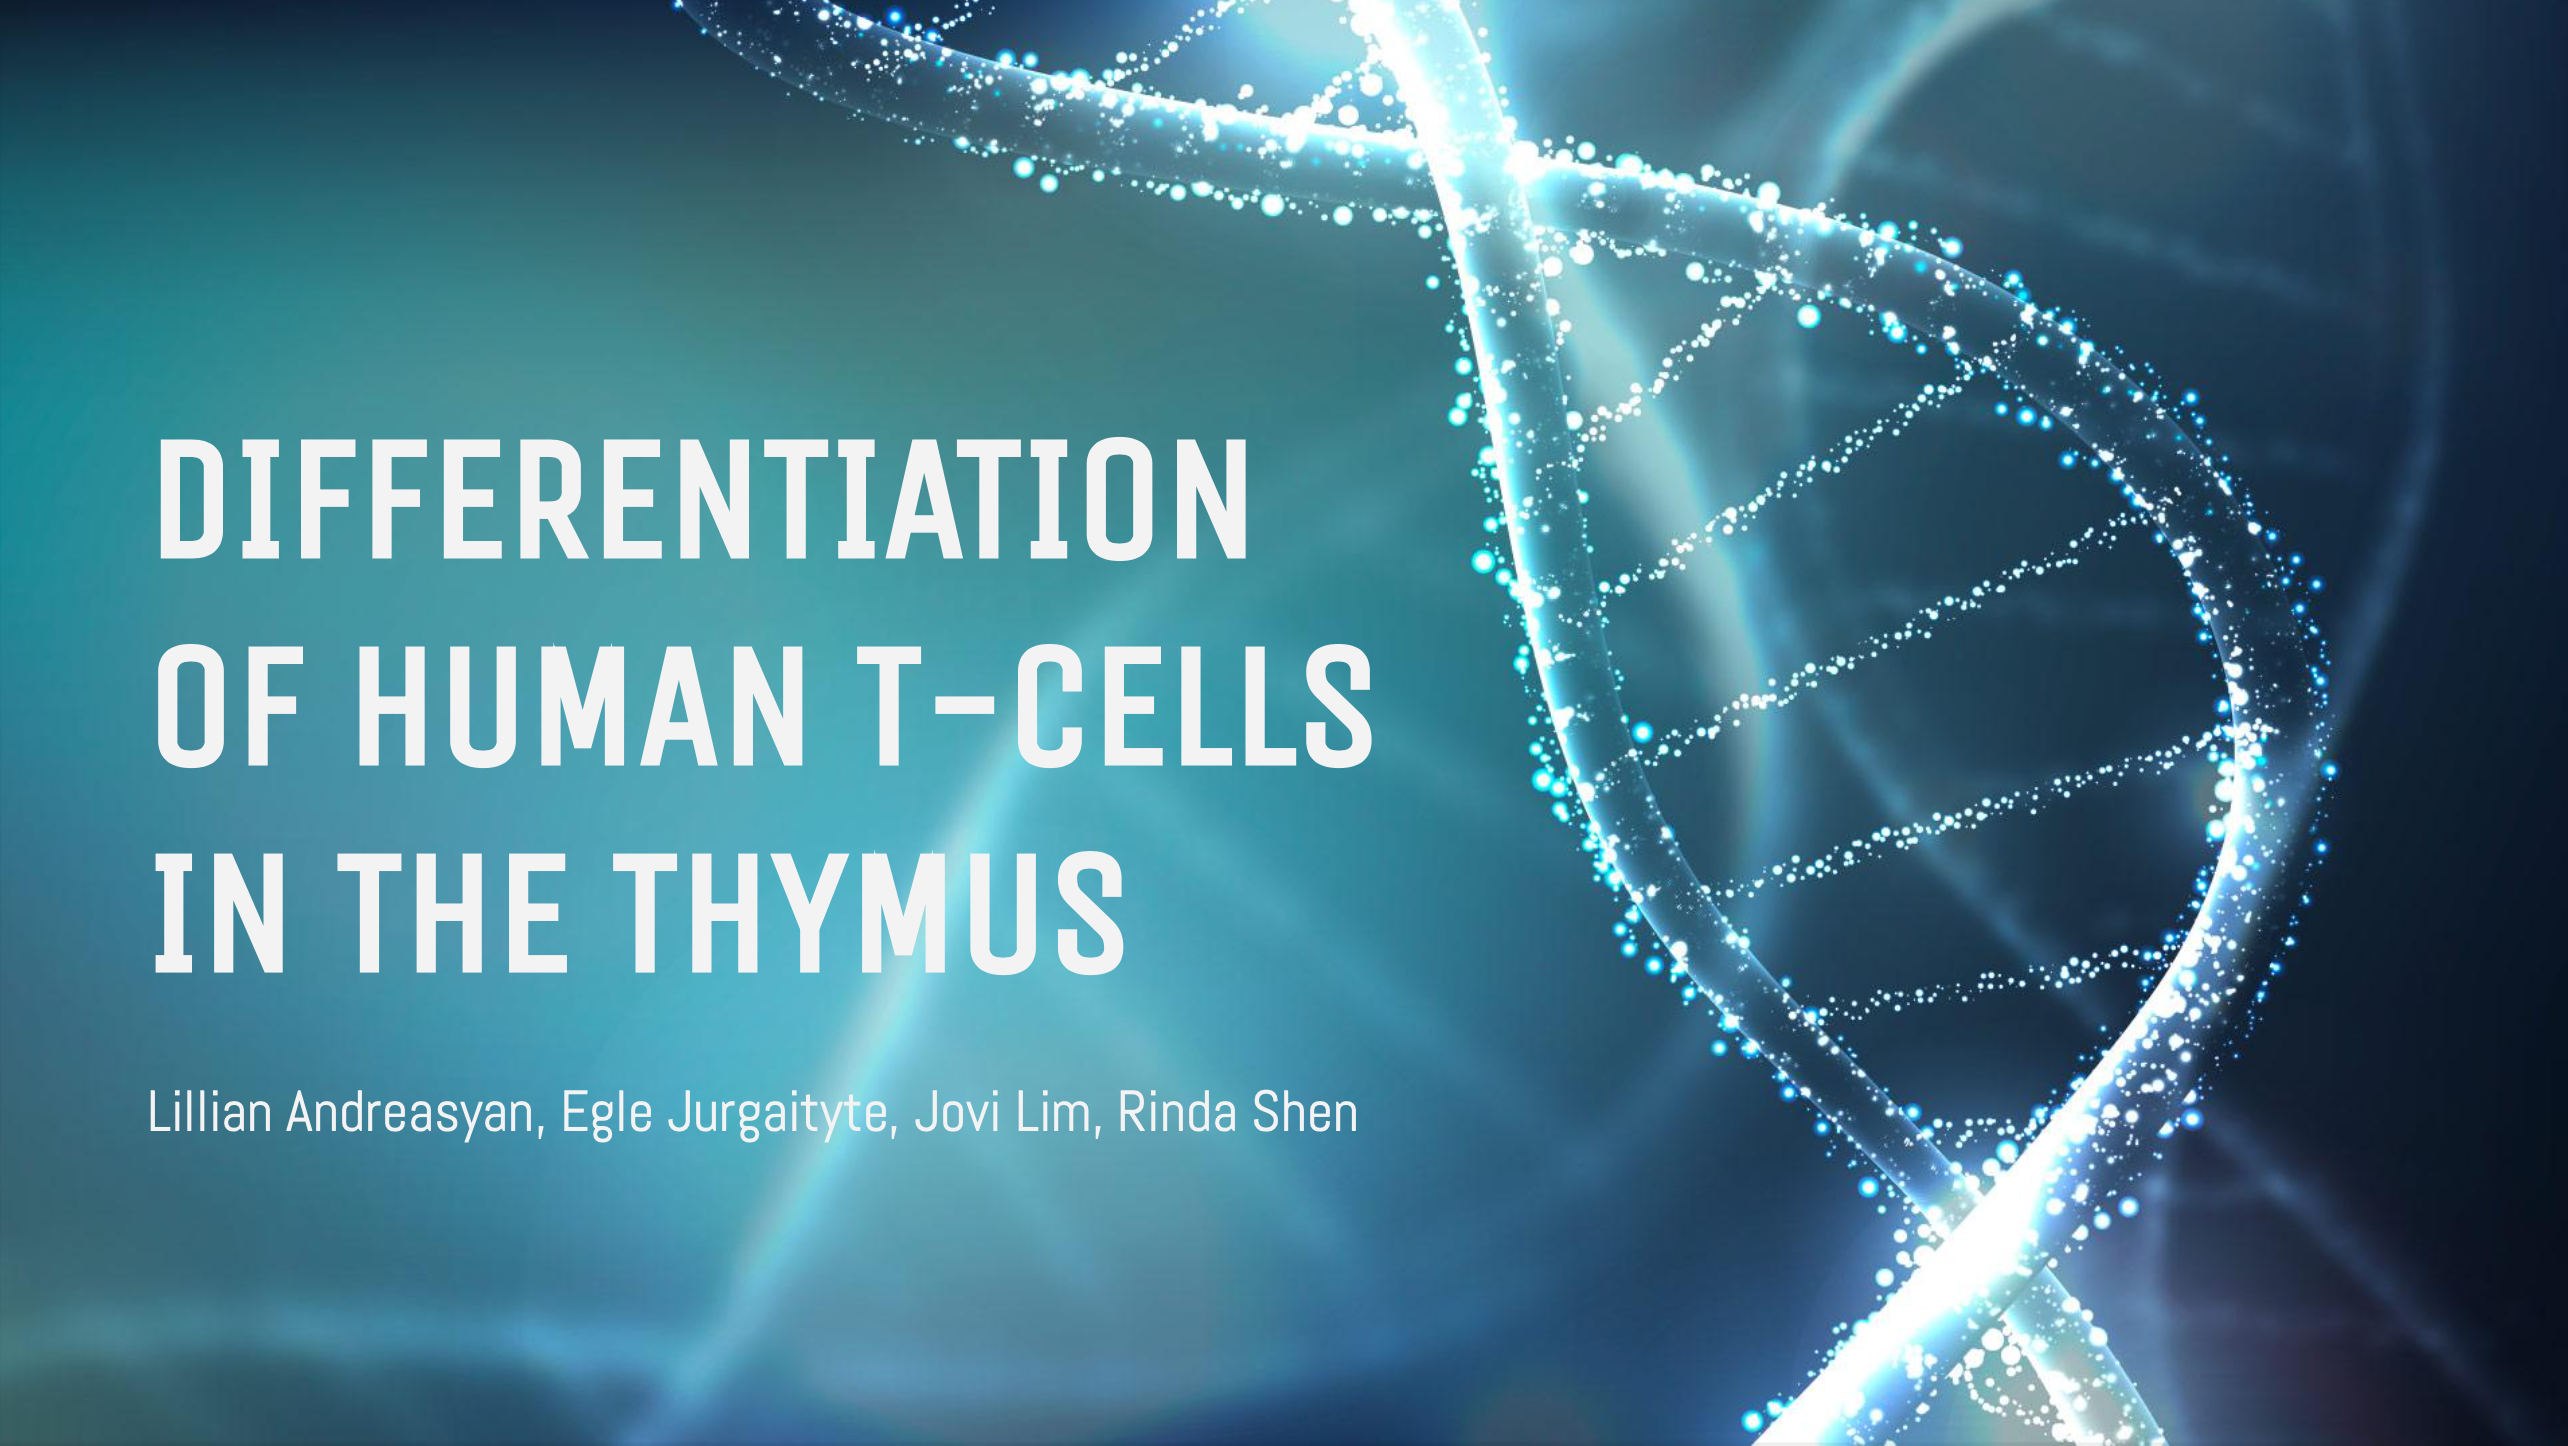 DIFFERENTIATION
OF HUMAN T-CELLS
IN THE THYMUS
Lillian Andreasyan, Egle Jurgaityte, Jovi Lim, Rinda Shen